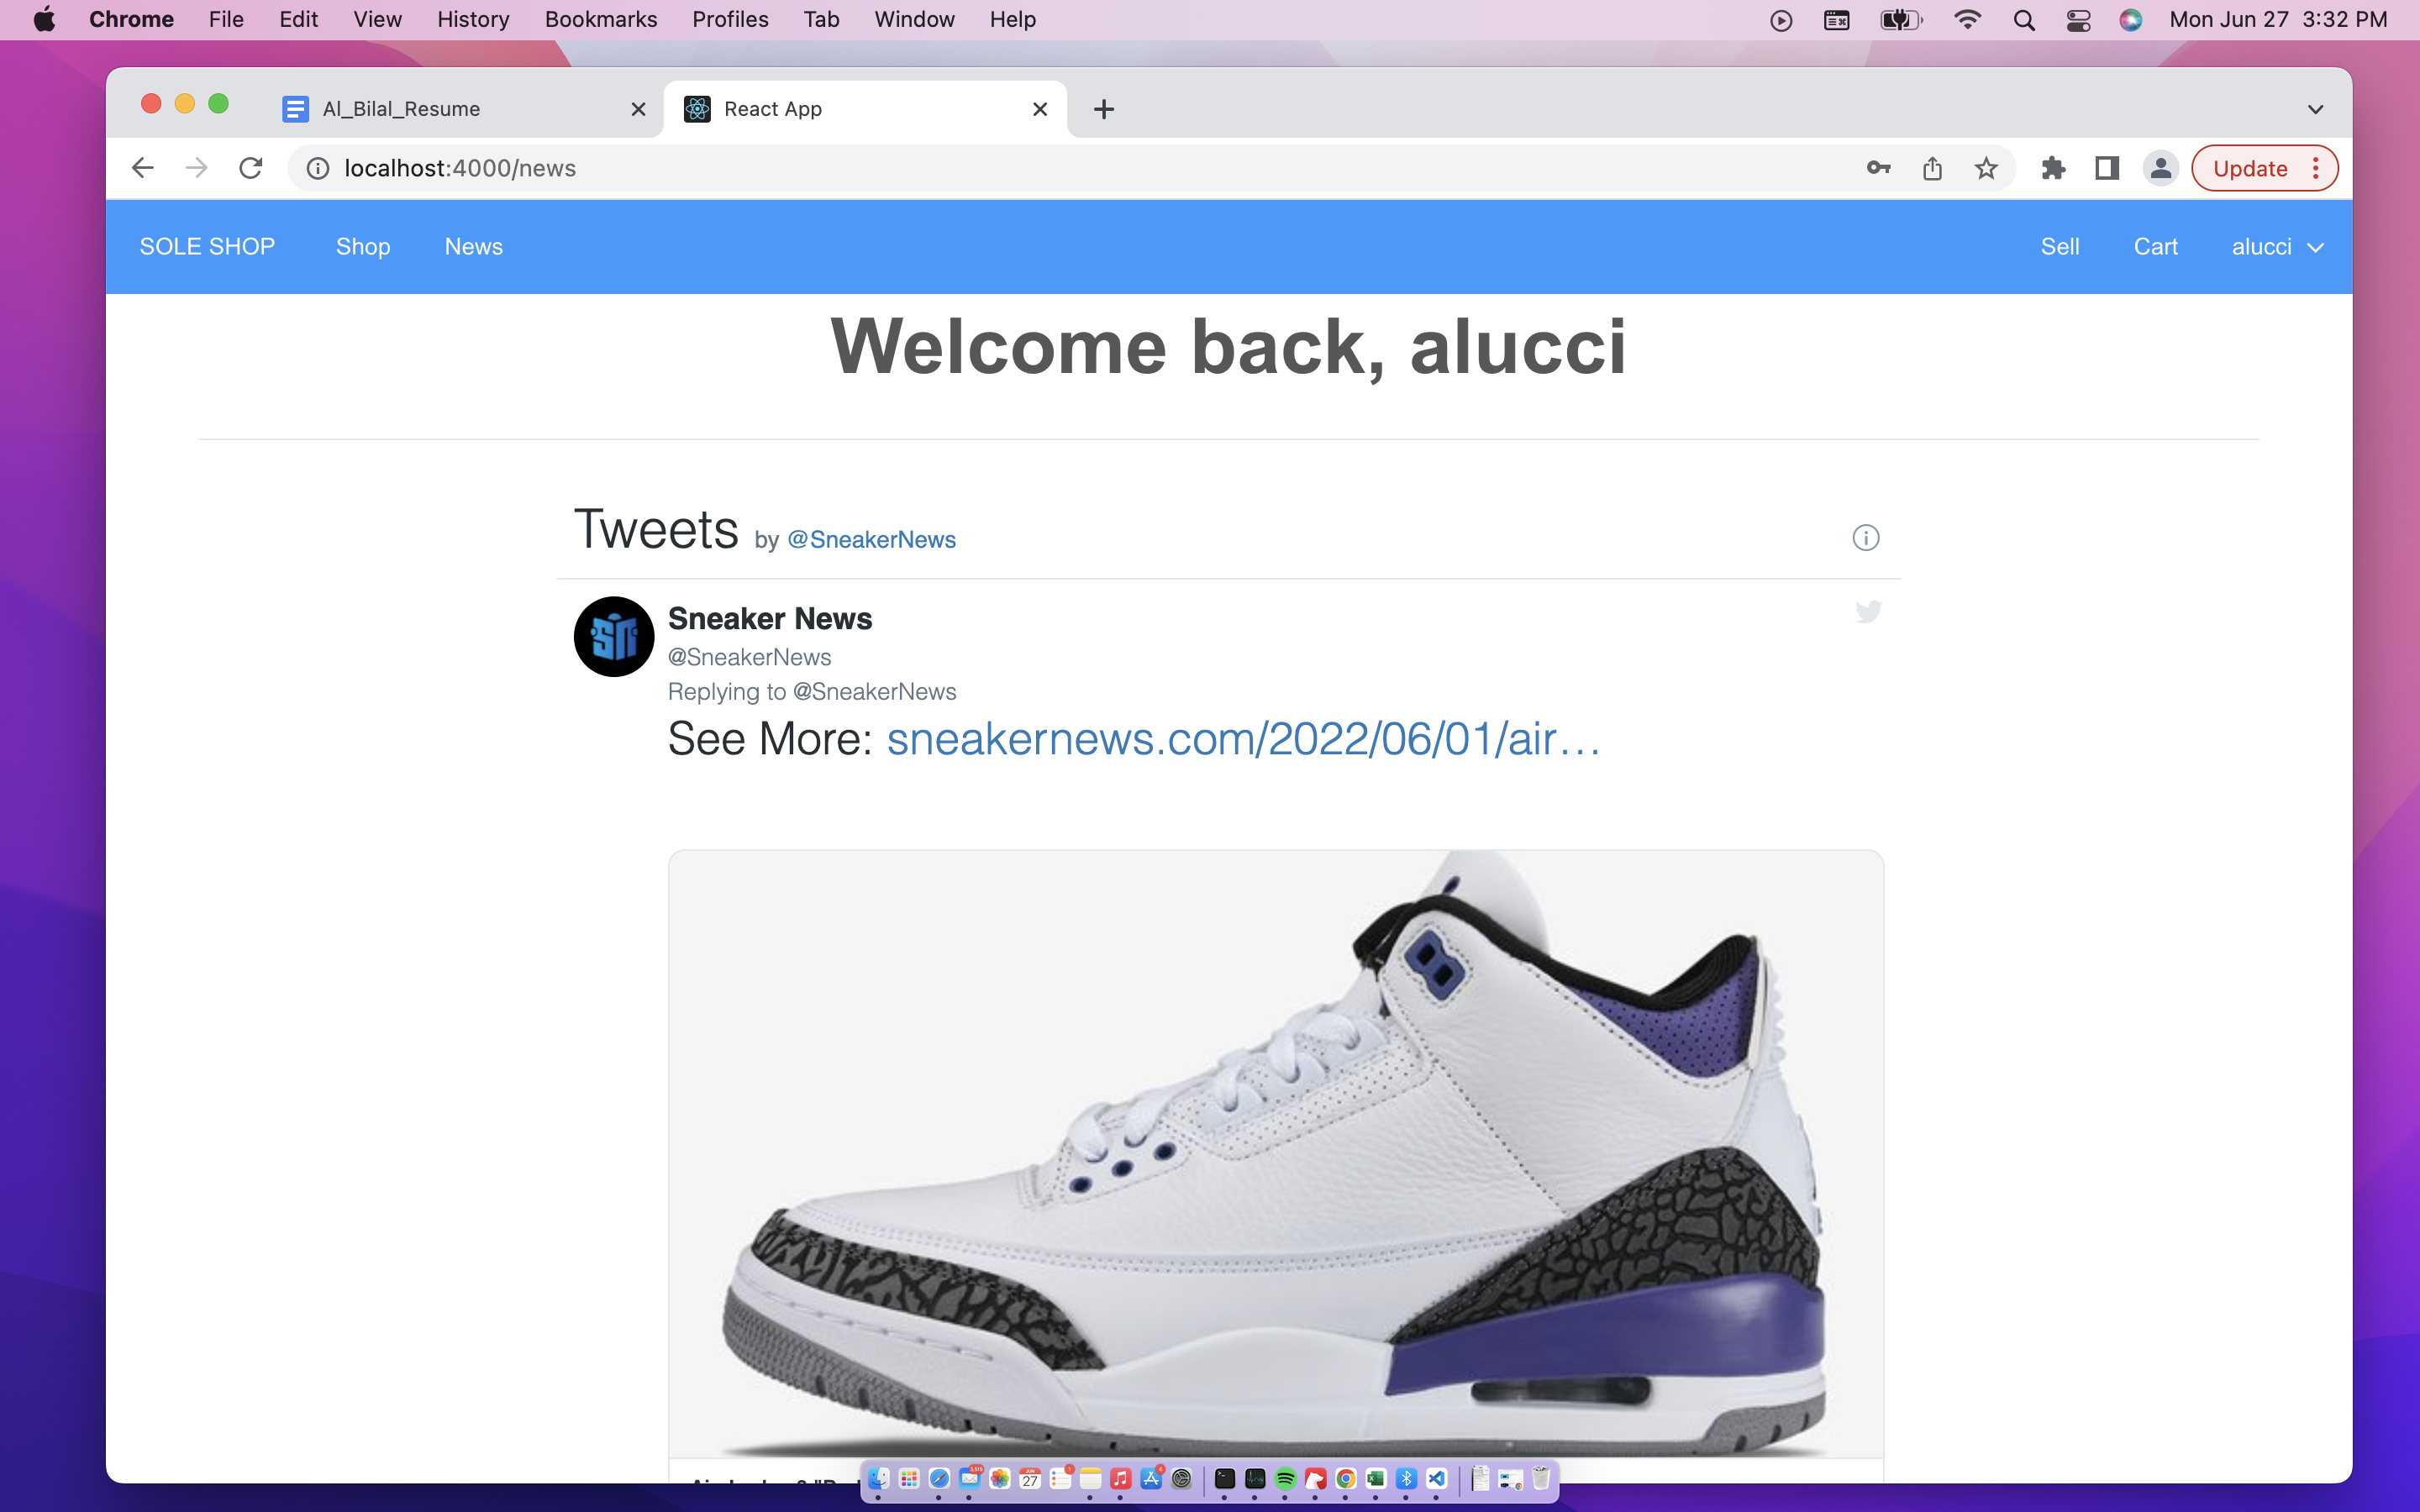 Chrome File Edit View History Bookmarks Profiles Tab Window Help Mon Jun 27 3:32 PM
Al_Bilal_Resume React App
localhost:4000/news Update
SOLE SHOP Shop News Sell Cart alucci
Welcome back, alucci
Tweets by @SneakerNews
Sneaker News
@SneakerNews
Replying to @SneakerNews
See More: sneakernews.com/2022/06/01/air…